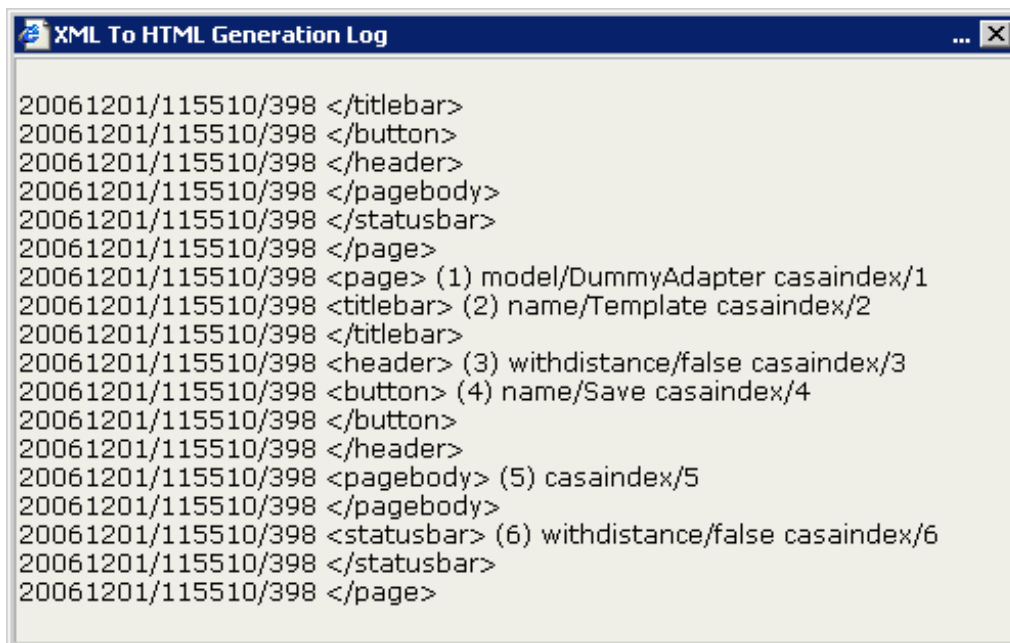 XML To HTML Generation Log ...
20061201/115510/398 </titlebar>
20061201/115510/398 </button>
20061201/115510/398 </header>
20061201/115510/398 </pagebody>
20061201/115510/398 </statusbar>
20061201/115510/398 </page>
20061201/115510/398 <page> (1) model/DummyAdapter casaindex/1
20061201/115510/398 <titlebar> (2) name/Template casaindex/2
20061201/115510/398 </titlebar>
20061201/115510/398 <header> (3) withdistance/false casaindex/3
20061201/115510/398 <button> (4) name/Save casaindex/4
20061201/115510/398 </button>
20061201/115510/398 </header>
20061201/115510/398 <pagebody> (5) casaindex/5
20061201/115510/398 </pagebody>
20061201/115510/398 <statusbar> (6) withdistance/false casaindex/6
20061201/115510/398 </statusbar>
20061201/115510/398 </page>